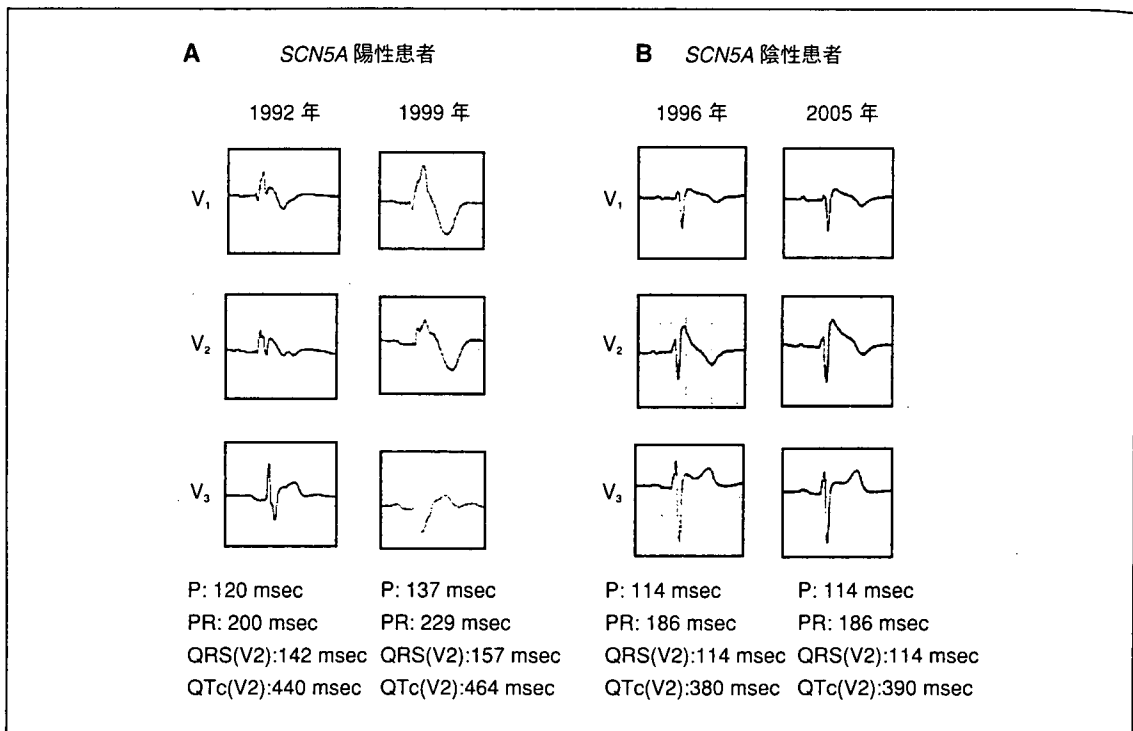 A SCN5A 陽性患者 B SCN5A 陰性患者
1992 年 1999 年 1996 年 2005 年
V₁ V₁
V₂ V₂
V₃ V₃
P: 120 msec P: 137 msec P: 114 msec P: 114 msec
PR: 200 msec PR: 229 msec PR: 186 msec PR: 186 msec
QRS(V2):142 msec QRS(V2):157 msec QRS(V2):114 msec QRS(V2):114 msec
QTc(V2):440 msec QTc(V2):464 msec QTc(V2):380 msec QTc(V2):390 msec